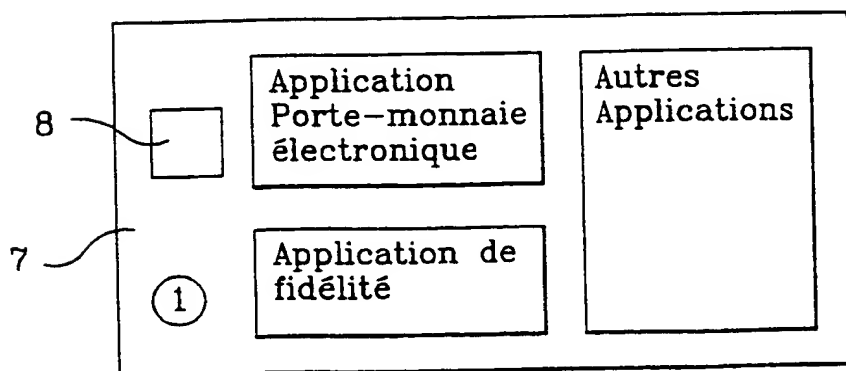 8
7
1
Application
Porte-monnaie
électronique
Application de
fidélité
Autres
Applications